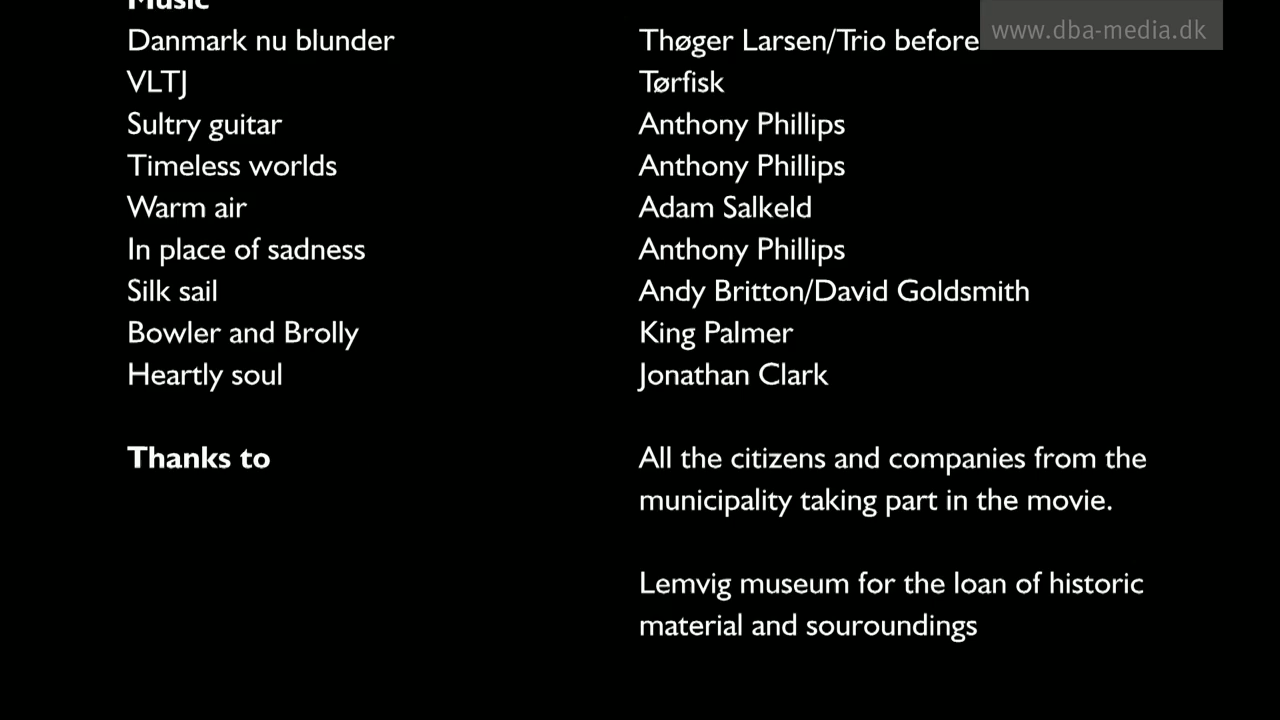 Music
www.dba-media.dk
Danmark nu blunder Thøger Larsen/Trio before
VLTJ Tørfisk
Sultry guitar Anthony Phillips
Timeless worlds Anthony Phillips
Warm air Adam Salkeld
In place of sadness Anthony Phillips
Silk sail Andy Britton/David Goldsmith
Bowler and Brolly King Palmer
Heartly soul Jonathan Clark
Thanks to All the citizens and companies from the
municipality taking part in the movie.
Lemvig museum for the loan of historic
material and souroundings